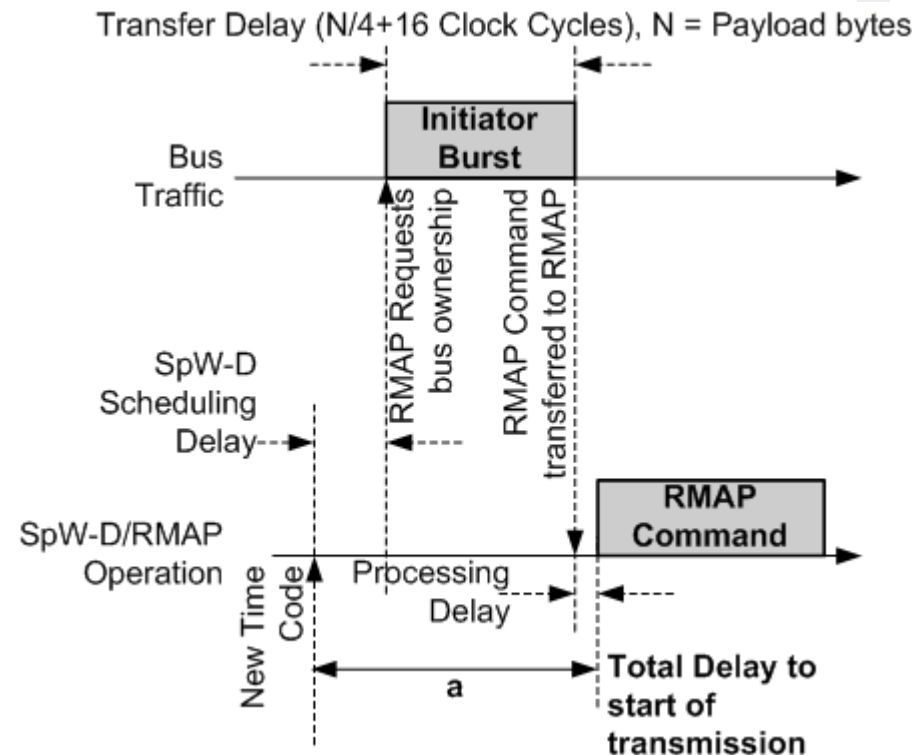 Transfer Delay (N/4+16 Clock Cycles), N = Payload bytes
Initiator
Burst
Bus
Traffic
RMAP Requests
bus ownership
RMAP Command
transferred to RMAP
SpW-D
Scheduling
Delay
RMAP
Command
SpW-D/RMAP
Operation
New Time
Code
Processing
Delay
a
Total Delay to
start of
transmission